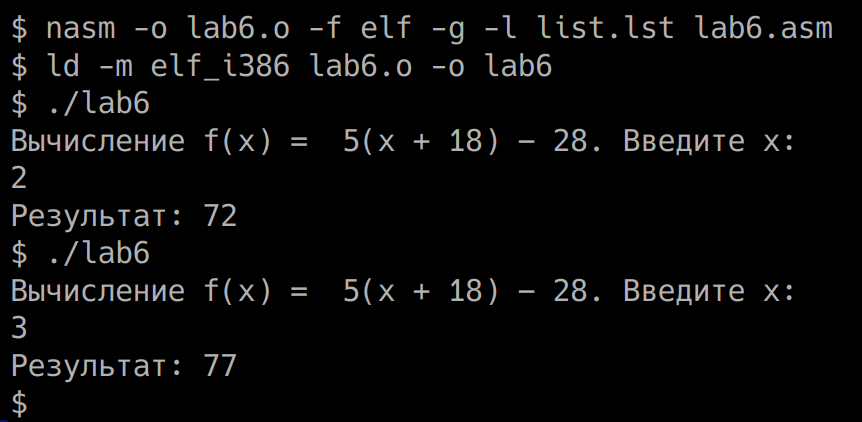 $ nasm -o lab6.o -f elf -g -l list.lst lab6.asm
$ ld -m elf_i386 lab6.o -o lab6
$ ./lab6
Вычисление f(x) =  5(x + 18) − 28. Введите x:
2
Результат: 72
$ ./lab6
Вычисление f(x) =  5(x + 18) − 28. Введите x:
3
Результат: 77
$